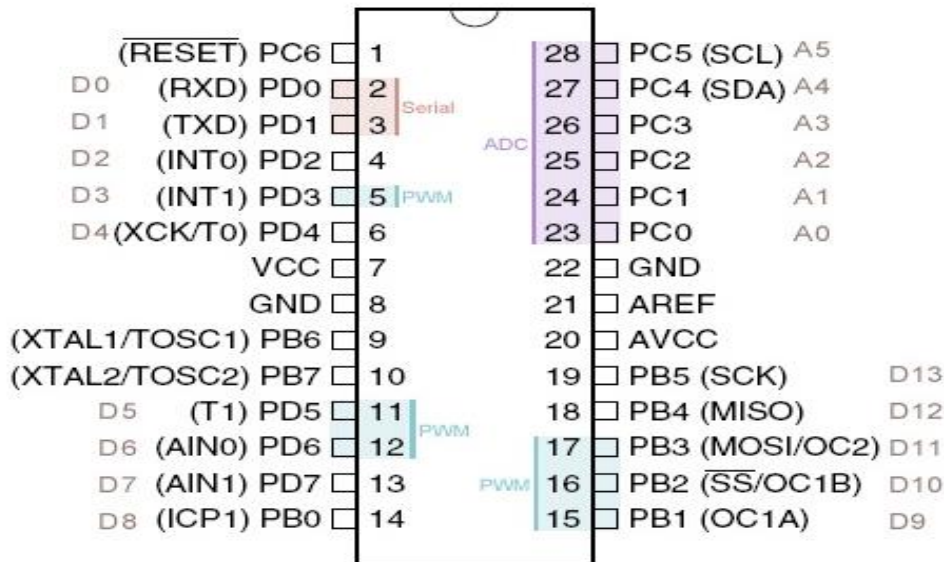 (RESET) PC6 1 28 PC5 (SCL) A5
D0 (RXD) PD0 2 27 PC4 (SDA) A4
Serial
D1 (TXD) PD1 3 26 PC3 A3
ADC
D2 (INT0) PD2 4 25 PC2 A2
D3 (INT1) PD3 5 PWM 24 PC1 A1
D4 (XCK/T0) PD4 6 23 PC0 A0
VCC 7 22 GND
GND 8 21 AREF
(XTAL1/TOSC1) PB6 9 20 AVCC
(XTAL2/TOSC2) PB7 10 19 PB5 (SCK) D13
D5 (T1) PD5 11 18 PB4 (MISO) D12
PWM
D6 (AIN0) PD6 12 17 PB3 (MOSI/OC2) D11
D7 (AIN1) PD7 13 PWM 16 PB2 (SS/OC1B) D10
D8 (ICP1) PB0 14 15 PB1 (OC1A) D9